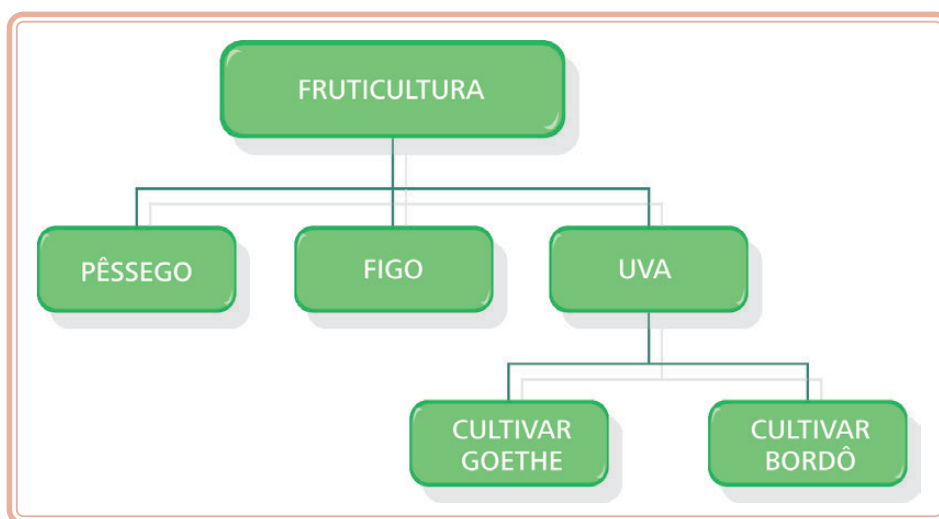 FRUTICULTURA
PÊSSEGO
FIGO
UVA
CULTIVAR
GOETHE
CULTIVAR
BORDÔ